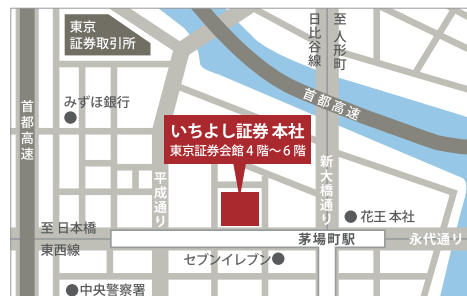 東京
証券取引所
至 人形町
日比谷線
首都高速
みずほ銀行
首都高速
いちよし証券 本社
東京証券会館４階〜６階
平成通り
新大橋通り
花王 本社
至 日本橋
東西線
茅場町駅
永代通り
セブンイレブン
中央警察署